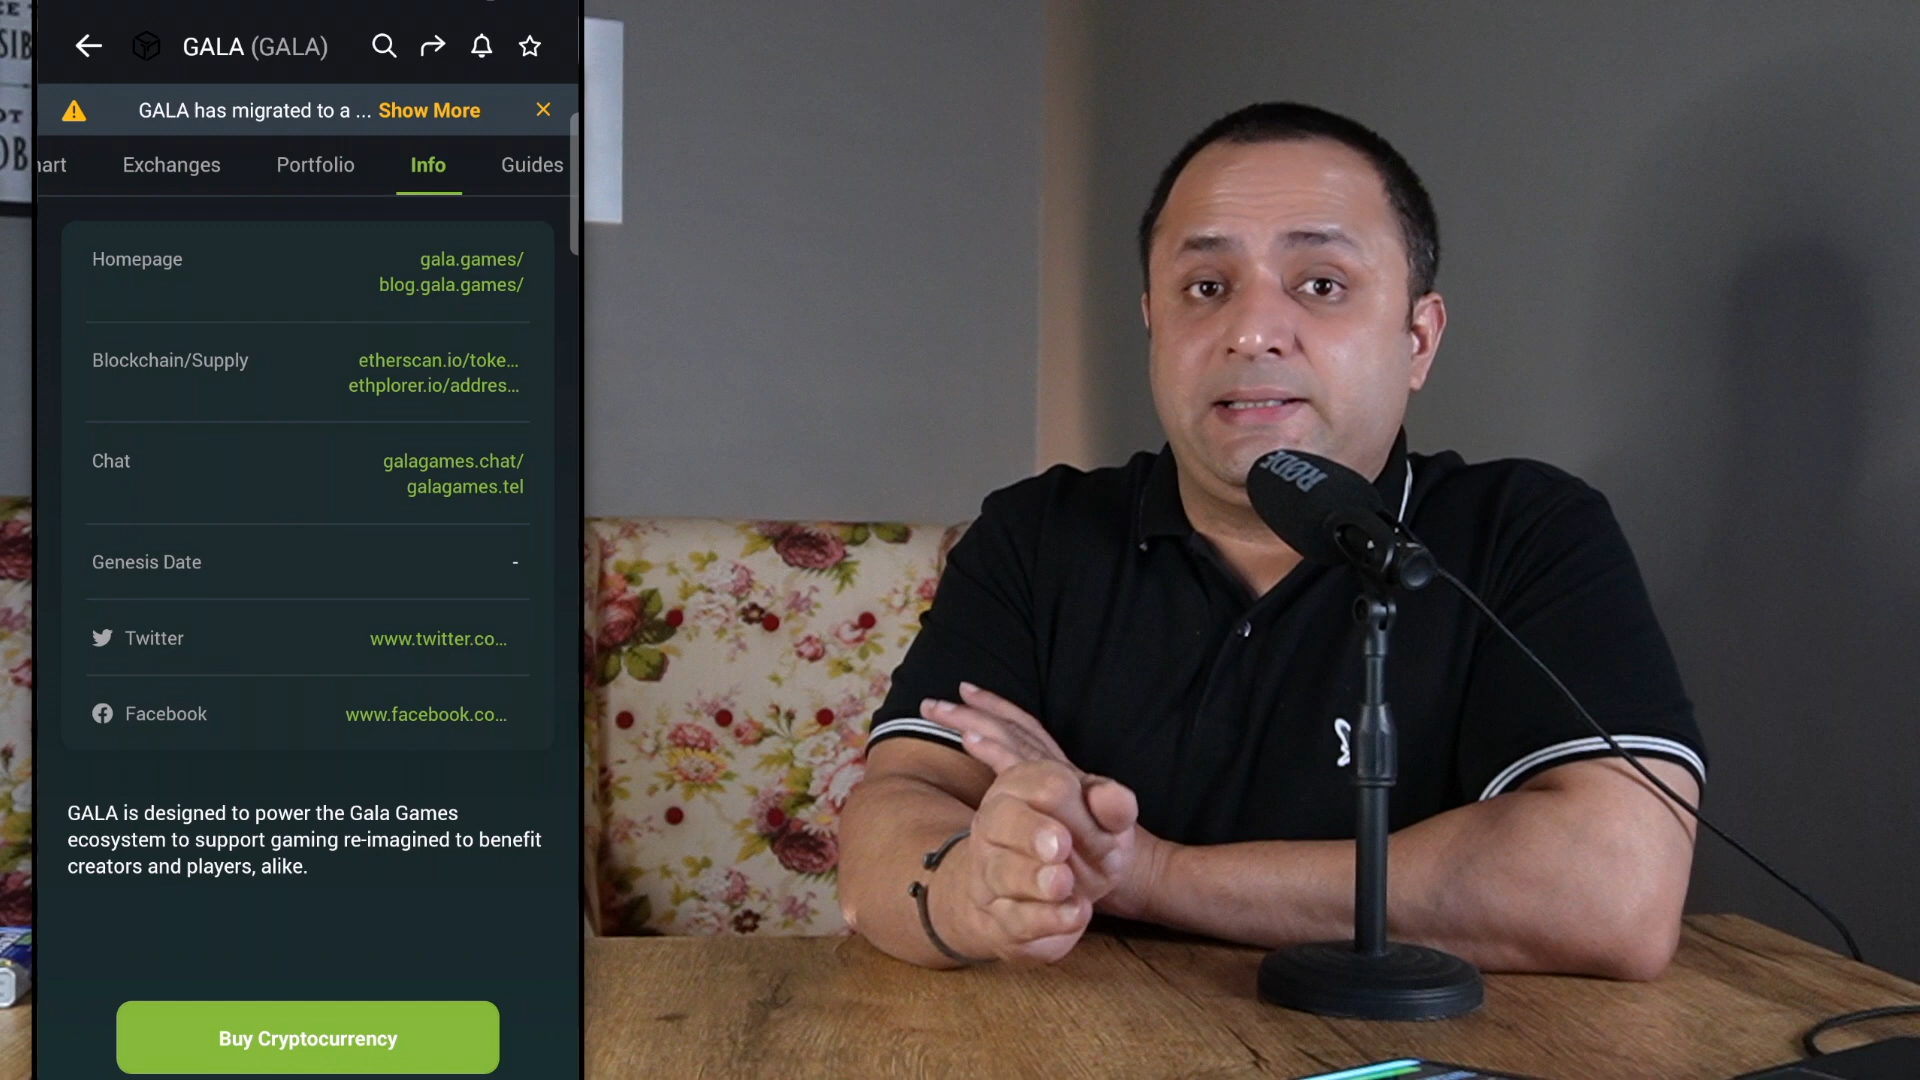 GALA (GALA)
GALA has migrated to a ... Show More
Exchanges Portfolio Info Guides
Homepage
gala.games/
blog.gala.games/
Blockchain/Supply
etherscan.io/toke...
ethplorer.io/addres...
Chat
galagames.chat/
galagames.tel
Genesis Date -
Twitter www.twitter.co...
Facebook www.facebook.co...
GALA is designed to power the Gala Games
ecosystem to support gaming re-imagined to benefit
creators and players, alike.
Buy Cryptocurrency
RØDE